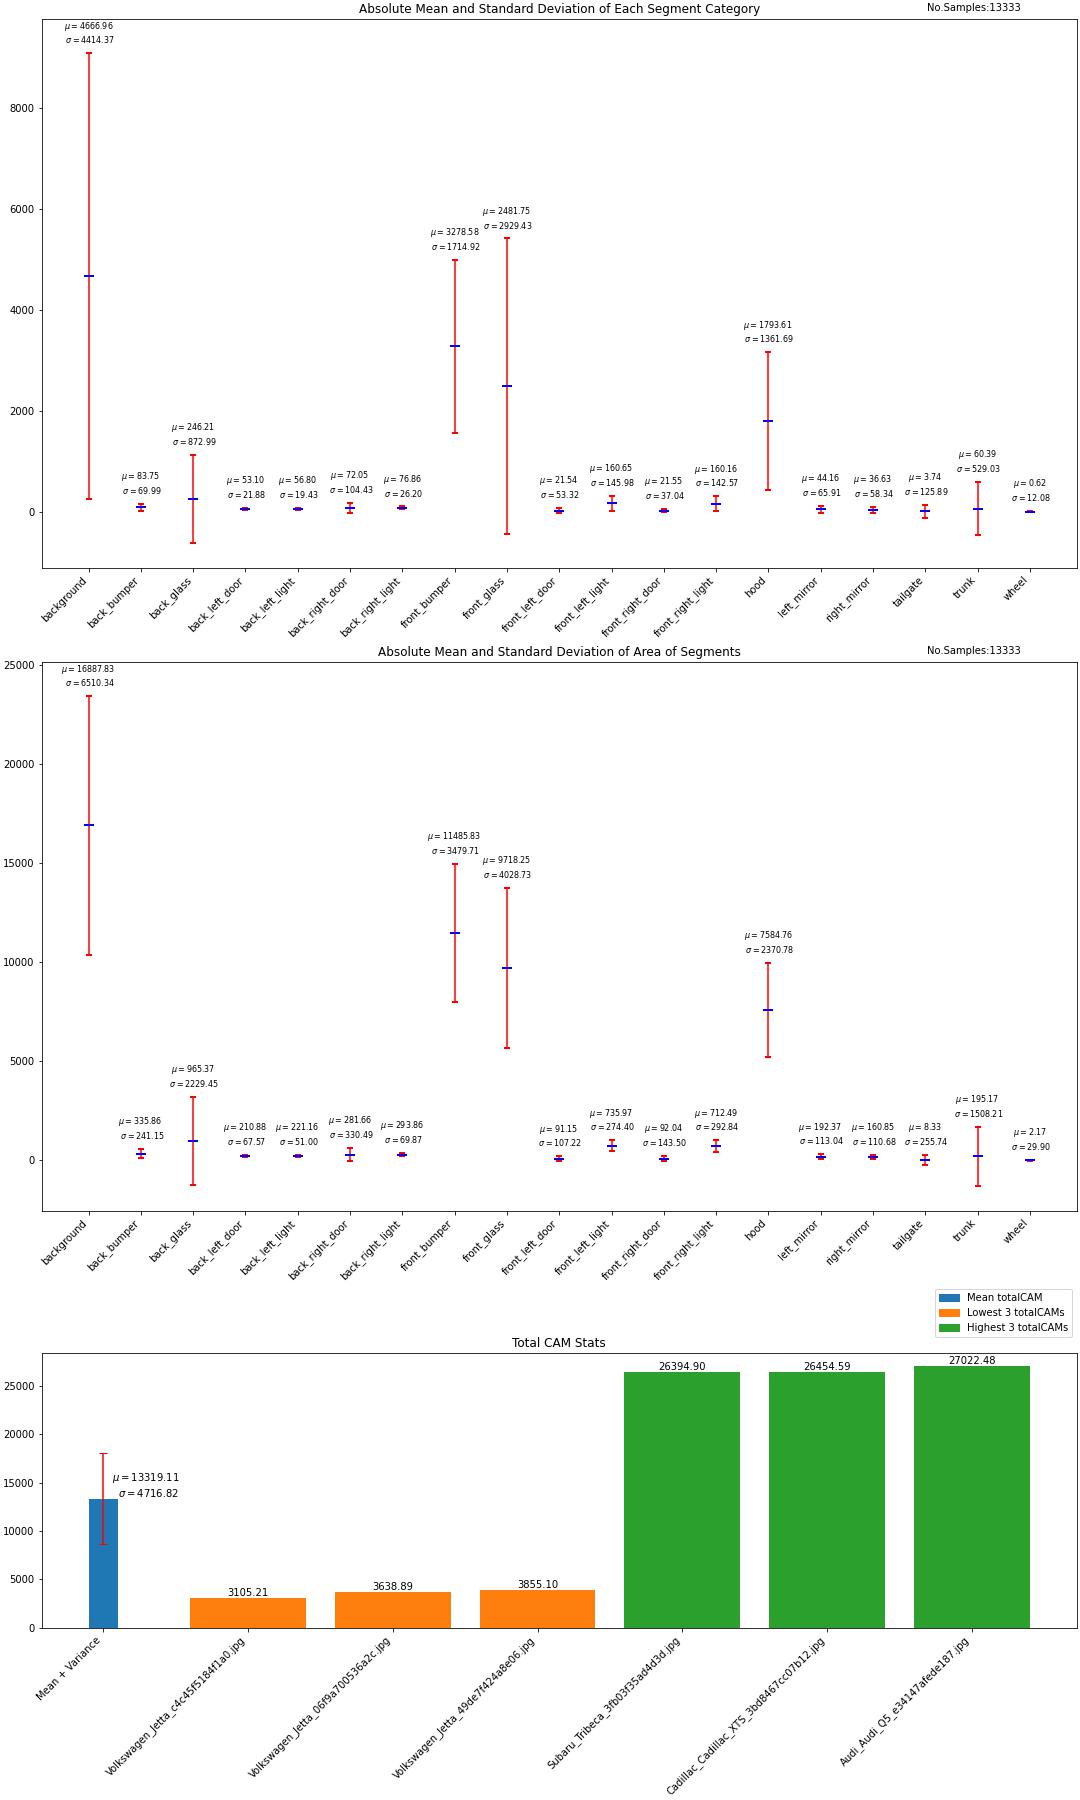 Absolute Mean and Standard Deviation of Each Segment Category
No.Samples:13333
μ = 4666.96
σ = 4414.37
μ = 83.75
σ = 69.99
μ = 246.21
σ = 872.99
μ = 53.10
σ = 21.88
μ = 56.80
σ = 19.43
μ = 72.05
σ = 104.43
μ = 76.86
σ = 26.20
μ = 3278.58
σ = 1714.92
μ = 2481.75
σ = 2929.43
μ = 21.54
σ = 53.32
μ = 160.65
σ = 145.98
μ = 21.55
σ = 37.04
μ = 160.16
σ = 142.57
μ = 1793.61
σ = 1361.69
μ = 44.16
σ = 65.91
μ = 36.63
σ = 58.34
μ = 3.74
σ = 125.89
μ = 60.39
σ = 529.03
μ = 0.62
σ = 12.08
8000
6000
4000
2000
0
background
back_bumper
back_glass
back_left_door
back_left_light
back_right_door
back_right_light
front_bumper
front_glass
front_left_door
front_left_light
front_right_door
front_right_light
hood
left_mirror
right_mirror
tailgate
trunk
wheel
Absolute Mean and Standard Deviation of Area of Segments
No.Samples:13333
μ = 16887.83
σ = 6510.34
μ = 335.86
σ = 241.15
μ = 965.37
σ = 2229.45
μ = 210.88
σ = 67.57
μ = 221.16
σ = 51.00
μ = 281.66
σ = 330.49
μ = 293.86
σ = 69.87
μ = 11485.83
σ = 3479.71
μ = 9718.25
σ = 4028.73
μ = 91.15
σ = 107.22
μ = 735.97
σ = 274.40
μ = 92.04
σ = 143.50
μ = 712.49
σ = 292.84
μ = 7584.76
σ = 2370.78
μ = 192.37
σ = 113.04
μ = 160.85
σ = 110.68
μ = 8.33
σ = 255.74
μ = 195.17
σ = 1508.21
μ = 2.17
σ = 29.90
25000
20000
15000
10000
5000
0
background
back_bumper
back_glass
back_left_door
back_left_light
back_right_door
back_right_light
front_bumper
front_glass
front_left_door
front_left_light
front_right_door
front_right_light
hood
left_mirror
right_mirror
tailgate
trunk
wheel
Mean totalCAM
Lowest 3 totalCAMs
Highest 3 totalCAMs
Total CAM Stats
25000
20000
15000
10000
5000
0
μ = 13319.11
σ = 4716.82
3105.21
3638.89
3855.10
26394.90
26454.59
27022.48
Mean + Variance
Volkswagen_Jetta_c4c45f5184f1a0.jpg
Volkswagen_Jetta_06f9a700536a2c.jpg
Volkswagen_Jetta_49de7f424a8e06.jpg
Subaru_Tribeca_3fb03f35ad4d3d.jpg
Cadillac_Cadillac_XTS_3bd8467cc07b12.jpg
Audi_Audi_Q5_e34147afede187.jpg